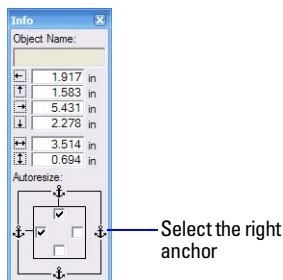 Info
Object Name:
1.917 in
1.583 in
5.431 in
2.278 in
3.514 in
0.694 in
Autoresize:
Select the right
anchor